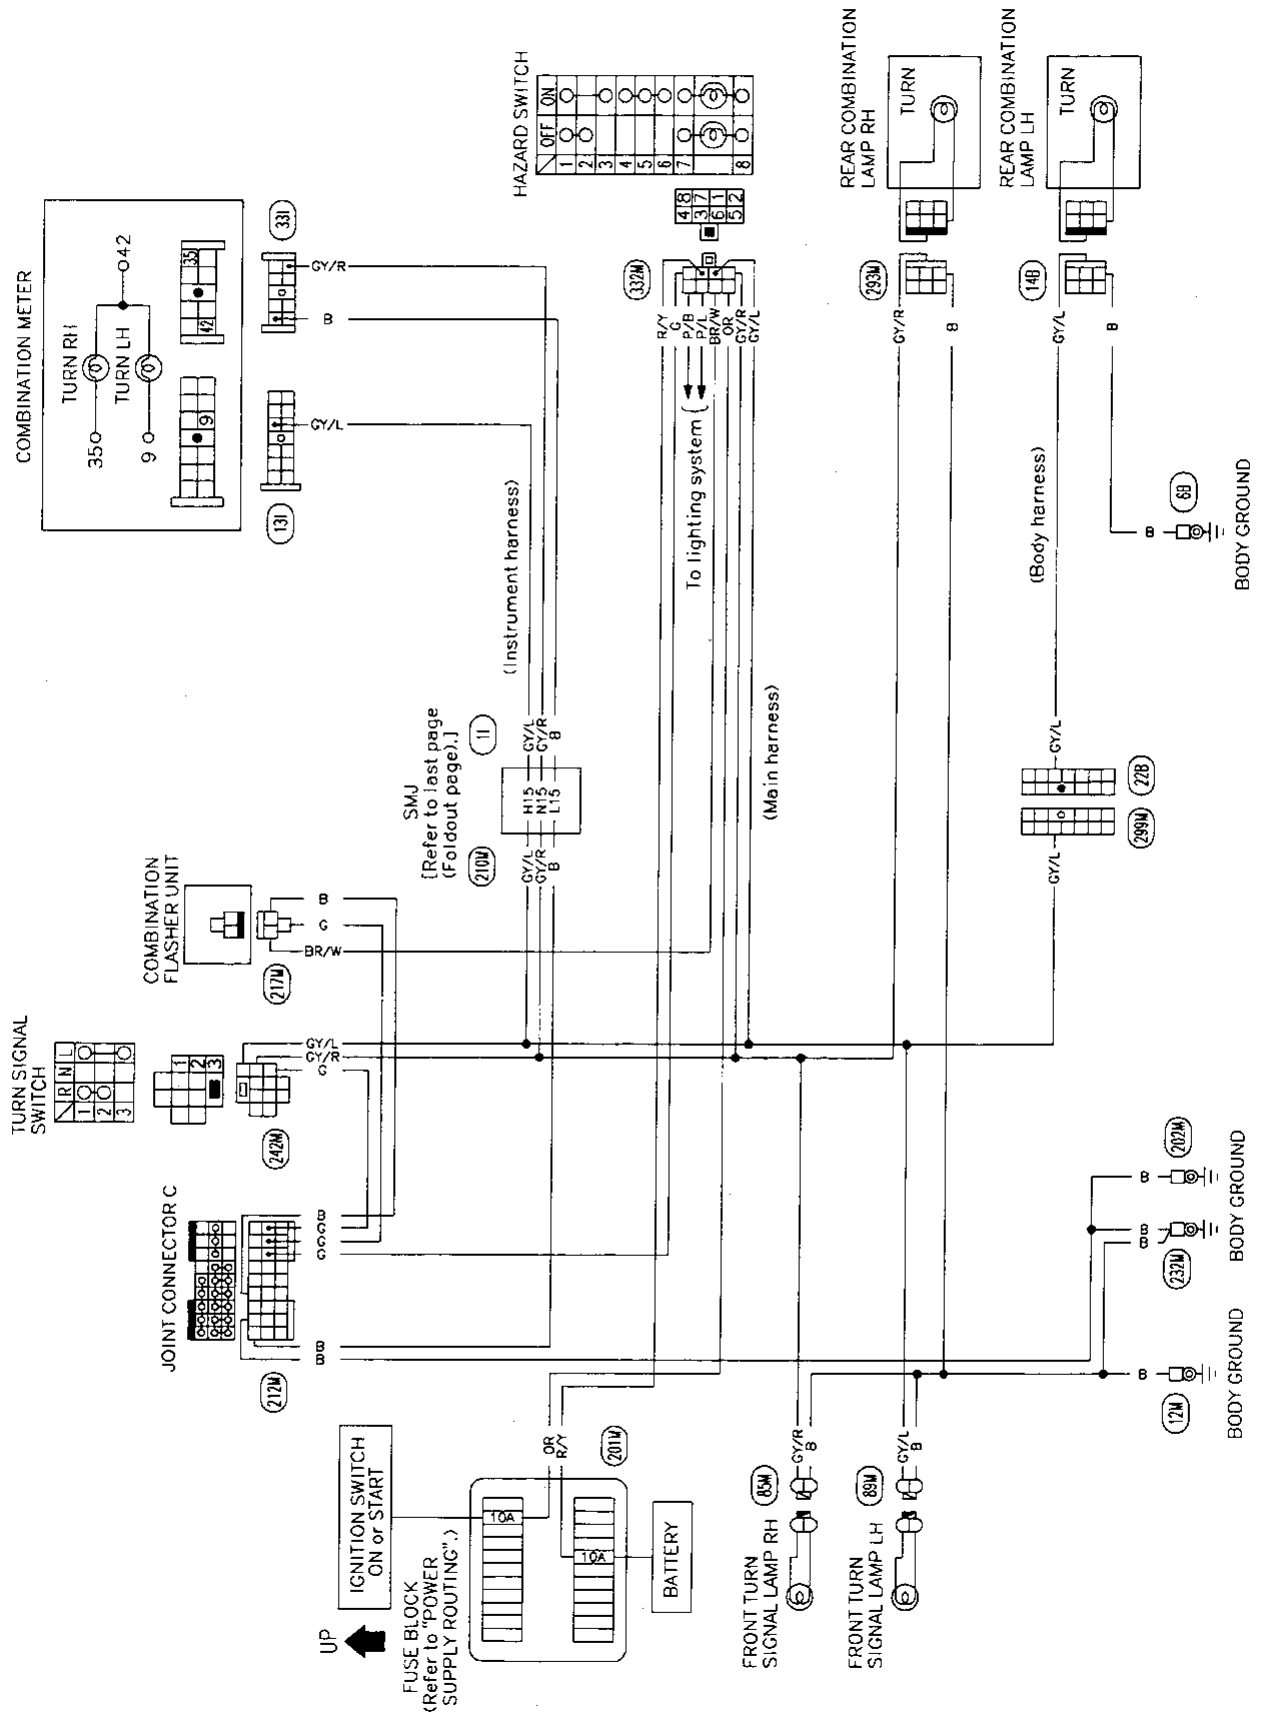 COMBINATION METER
TURN RH
TURN LH
35
9
42
35
42
9
33I
13I
GY/R
B
GY/L
(Instrument harness)
HAZARD SWITCH
OFF
ON
1
2
3
4
5
6
7
8
4 8
3 7
6 1
5 2
332M
R/Y
G
P/B
P/L
BR/W
OR
GY/R
GY/L
To lighting system
(Main harness)
REAR COMBINATION
LAMP RH
TURN
293M
GY/R
B
REAR COMBINATION
LAMP LH
TURN
14B
GY/L
B
(Body harness)
6B
B
BODY GROUND
SMJ
[Refer to last page
(Foldout page).]
1I
210M
GY/L
GY/R
B
H15
N15
L15
GY/L
GY/R
B
GY/L
22B
299M
GY/L
COMBINATION
FLASHER UNIT
217M
B
G
BR/W
TURN SIGNAL
SWITCH
R
N
L
1
2
3
1
2
3
242M
GY/L
GY/R
G
JOINT CONNECTOR C
212M
B
G
G
G
B
B
202M
B
B
B
232M
BODY GROUND
B
12M
BODY GROUND
IGNITION SWITCH
ON or START
UP
FUSE BLOCK
(Refer to "POWER
SUPPLY ROUTING".)
10A
10A
OR
R/Y
201M
BATTERY
FRONT TURN
SIGNAL LAMP RH
85M
GY/R
B
FRONT TURN
SIGNAL LAMP LH
89M
GY/L
B